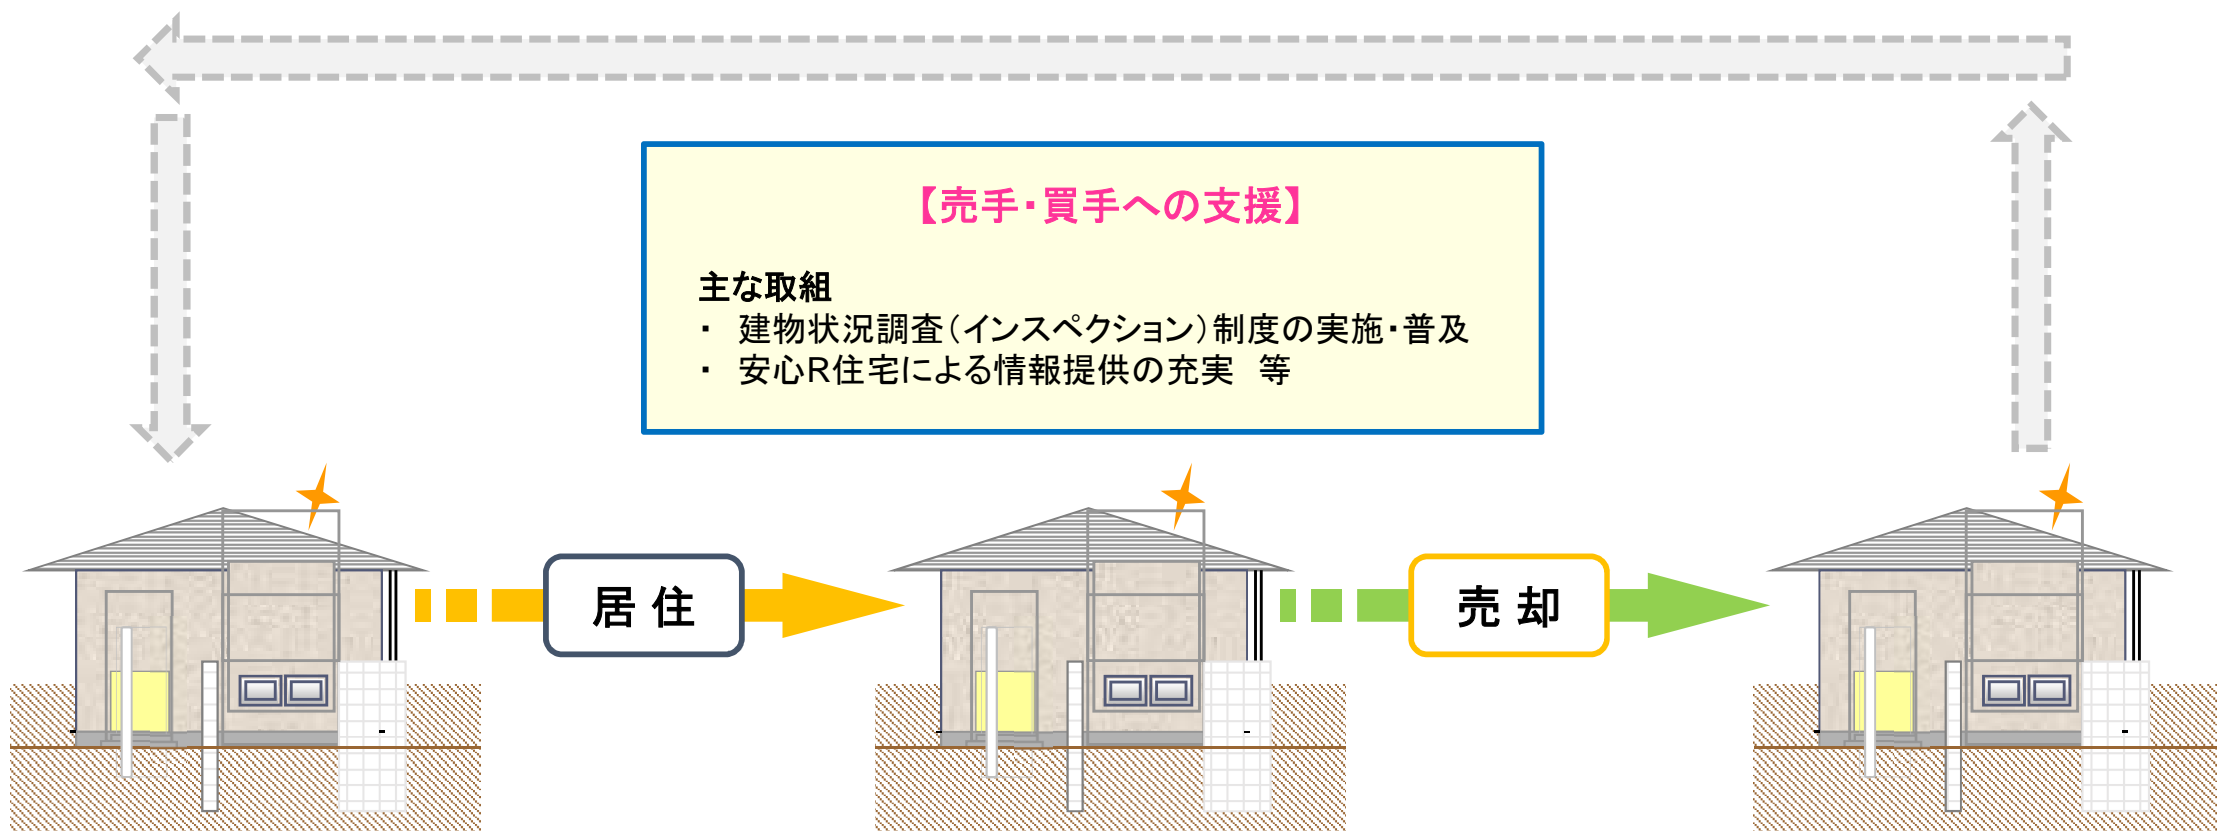 【売手・買手への支援】
主な取組
・ 建物状況調査(インスペクション)制度の実施・普及
・ 安心R住宅による情報提供の充実 等
居 住
売 却